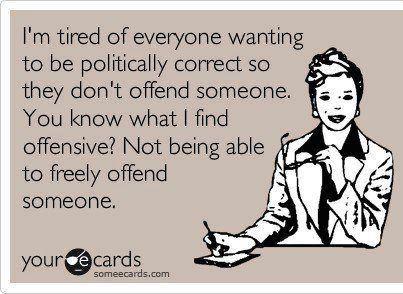 I'm tired of everyone wanting
to be politically correct so
they don't offend someone.
You know what I find
offensive? Not being able
to freely offend
someone.
your e cards
someecards.com